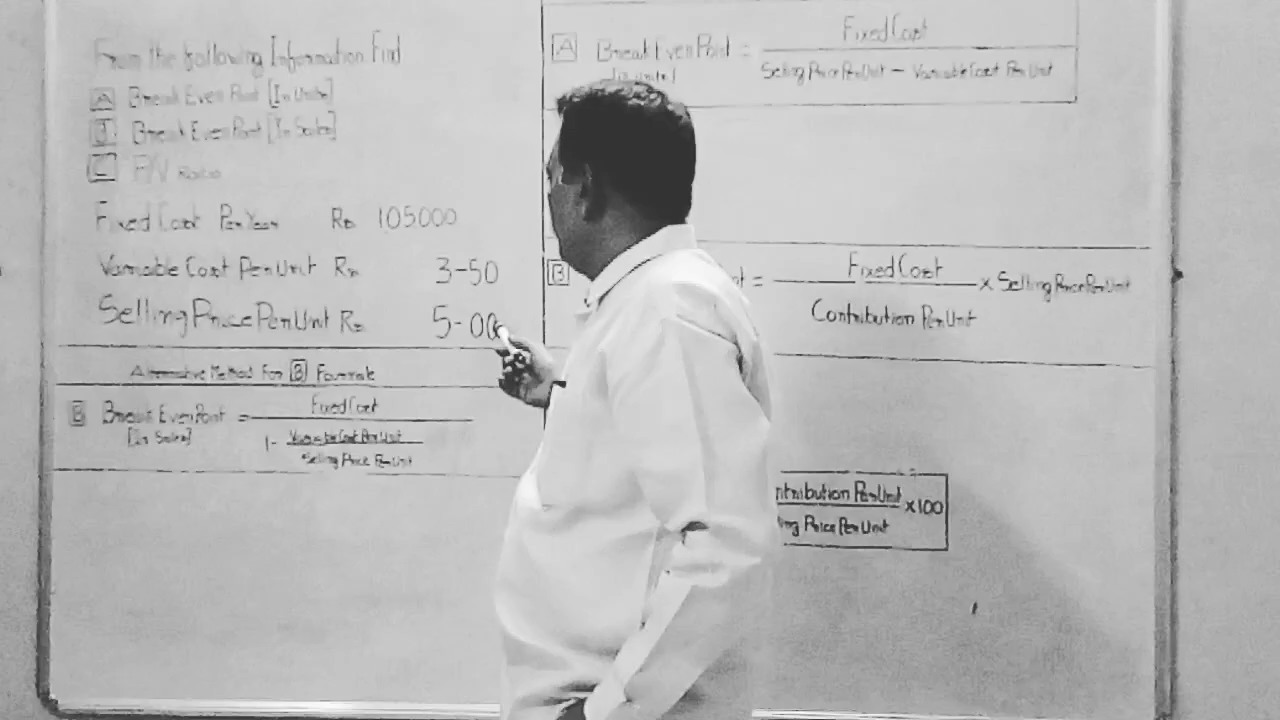 From the following Information Find
A Break Even Point [In Units]
B Break Even Point [In Sales]
C P/V Ratio
Fixed Cost Per Year Rs 105000
Variable Cost Per Unit Rs 3-50
Selling Price Per Unit Rs 5-00
Alternative Method For B Formula
B Break Even Point = Fixed Cost
[In Sales] 1- Variable Cost Per Unit
Selling Price Per Unit
Fixed Cost
A Break Even Point =
[In units] Selling Price Per Unit - Variable Cost Per Unit
B nt = Fixed Cost x Selling Price Per Unit
Contribution Per Unit
ntribution Per Unit x100
ling Price Per Unit